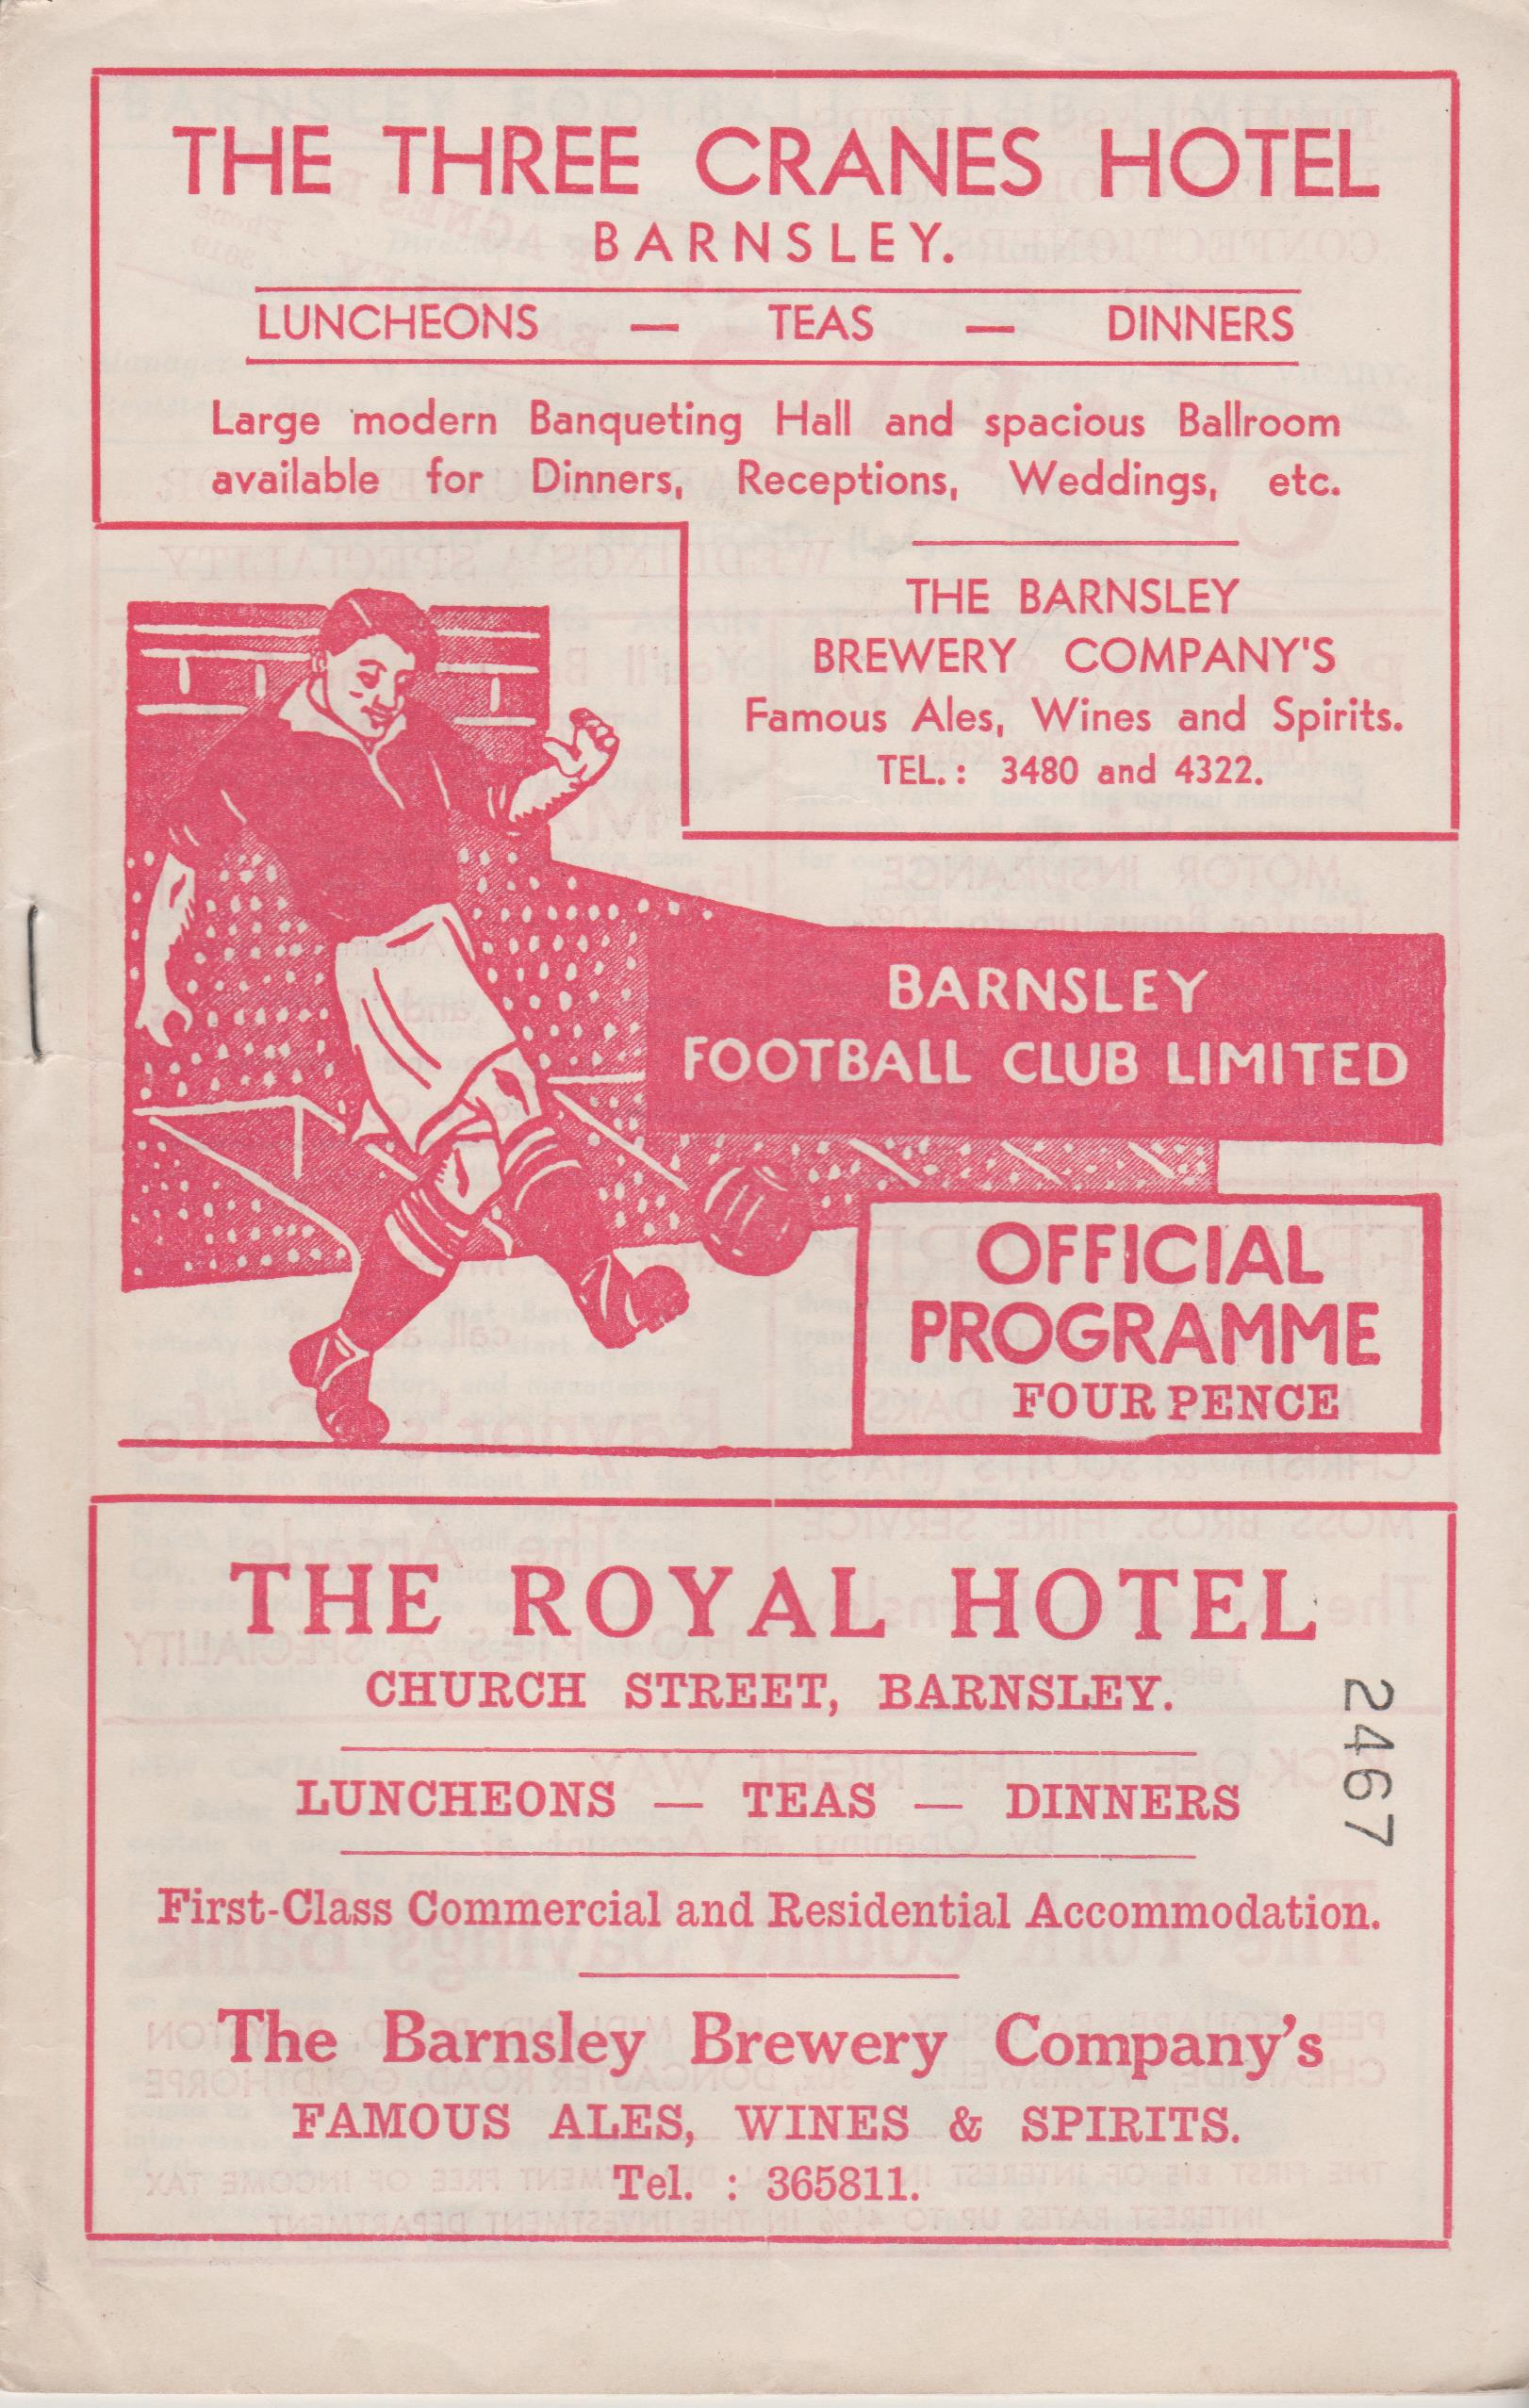 THE THREE CRANES HOTEL
BARNSLEY.
LUNCHEONS — TEAS — DINNERS
Large modern Banqueting Hall and spacious Ballroom
available for Dinners, Receptions, Weddings, etc.
THE BARNSLEY
BREWERY COMPANY'S
Famous Ales, Wines and Spirits.
TEL. : 3480 and 4322.
BARNSLEY
FOOTBALL CLUB LIMITED
OFFICIAL
PROGRAMME
FOUR PENCE
THE ROYAL HOTEL
CHURCH STREET, BARNSLEY.
LUNCHEONS — TEAS — DINNERS
First-Class Commercial and Residential Accommodation.
The Barnsley Brewery Company's
FAMOUS ALES, WINES & SPIRITS.
Tel. : 365811.
2467